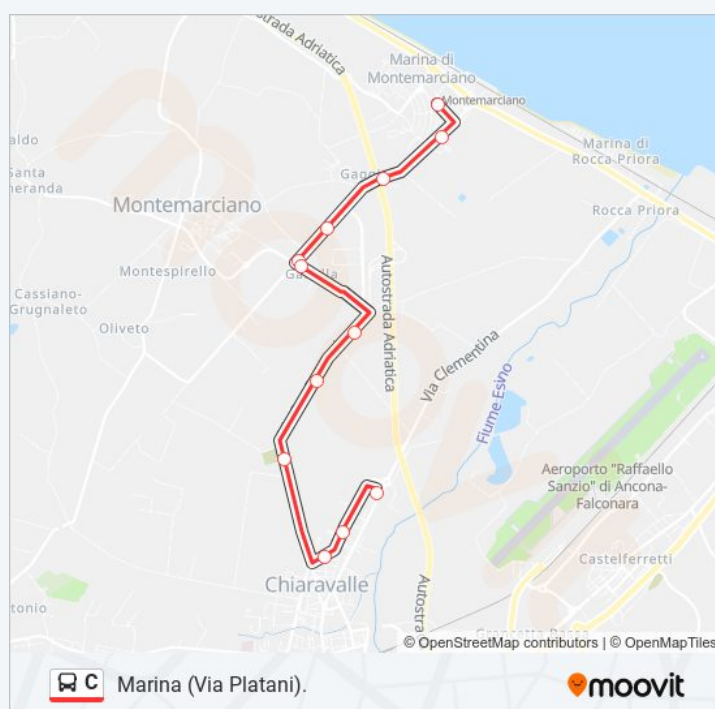 strada Adriatica
Marina di
Montemarciano
Montemarciano
Marina di
Rocca Priora
aldo
Santa
neranda
Rocca Priora
Montemarciano
Montespirello
Cassiano-
Grugnaleto
Oliveto
Autostrada Adriatica
Via Clementina
Fiume Esino
Aeroporto "Raffaello
Sanzio" di Ancona-
Falconara
Castelferretti
Chiaravalle
Autostra
tonio
© OpenStreetMap contributors | © OpenMapTiles
C Marina (Via Platani).
moovit